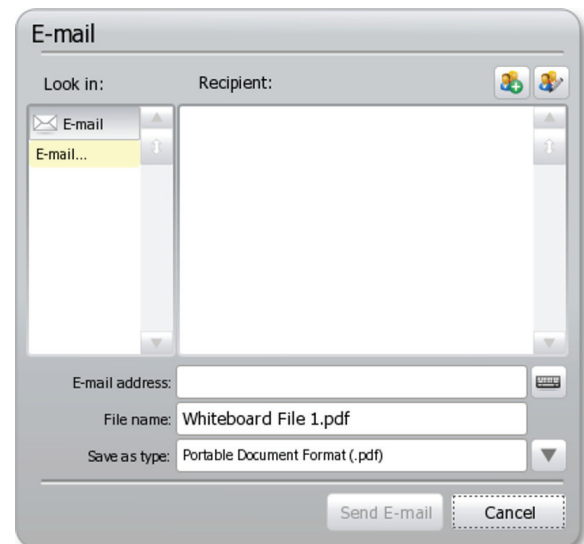 E-mail
Look in: Recipient:
E-mail
E-mail...
E-mail address:
File name: Whiteboard File 1.pdf
Save as type: Portable Document Format (.pdf)
Send E-mail Cancel